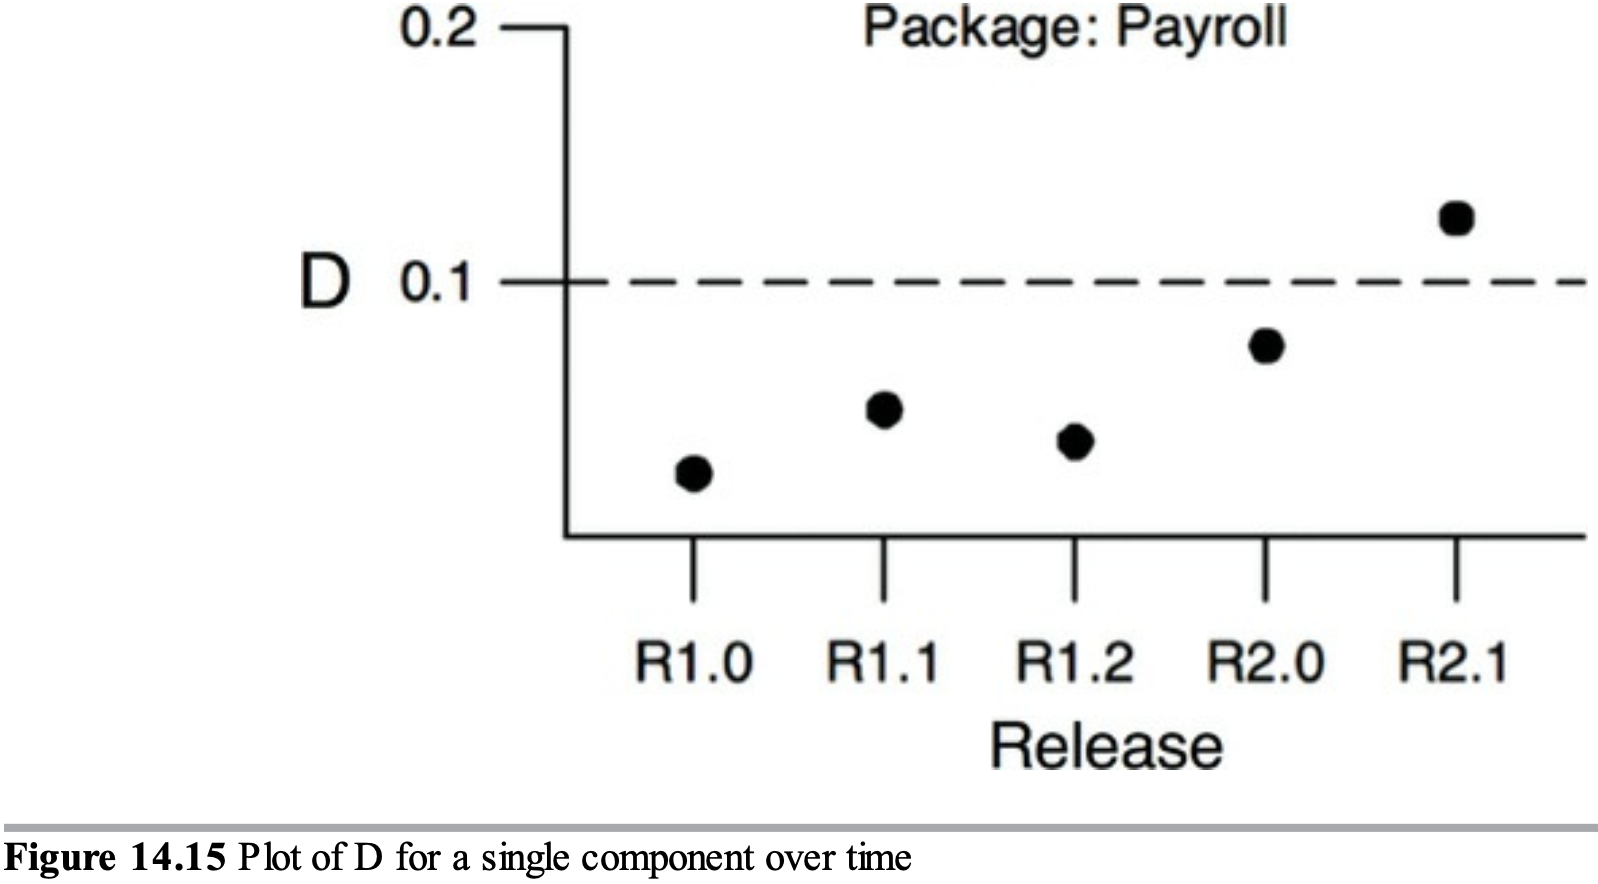 0.2 Package: Payroll
D 0.1
R1.0 R1.1 R1.2 R2.0 R2.1
Release
Figure 14.15 Plot of D for a single component over time